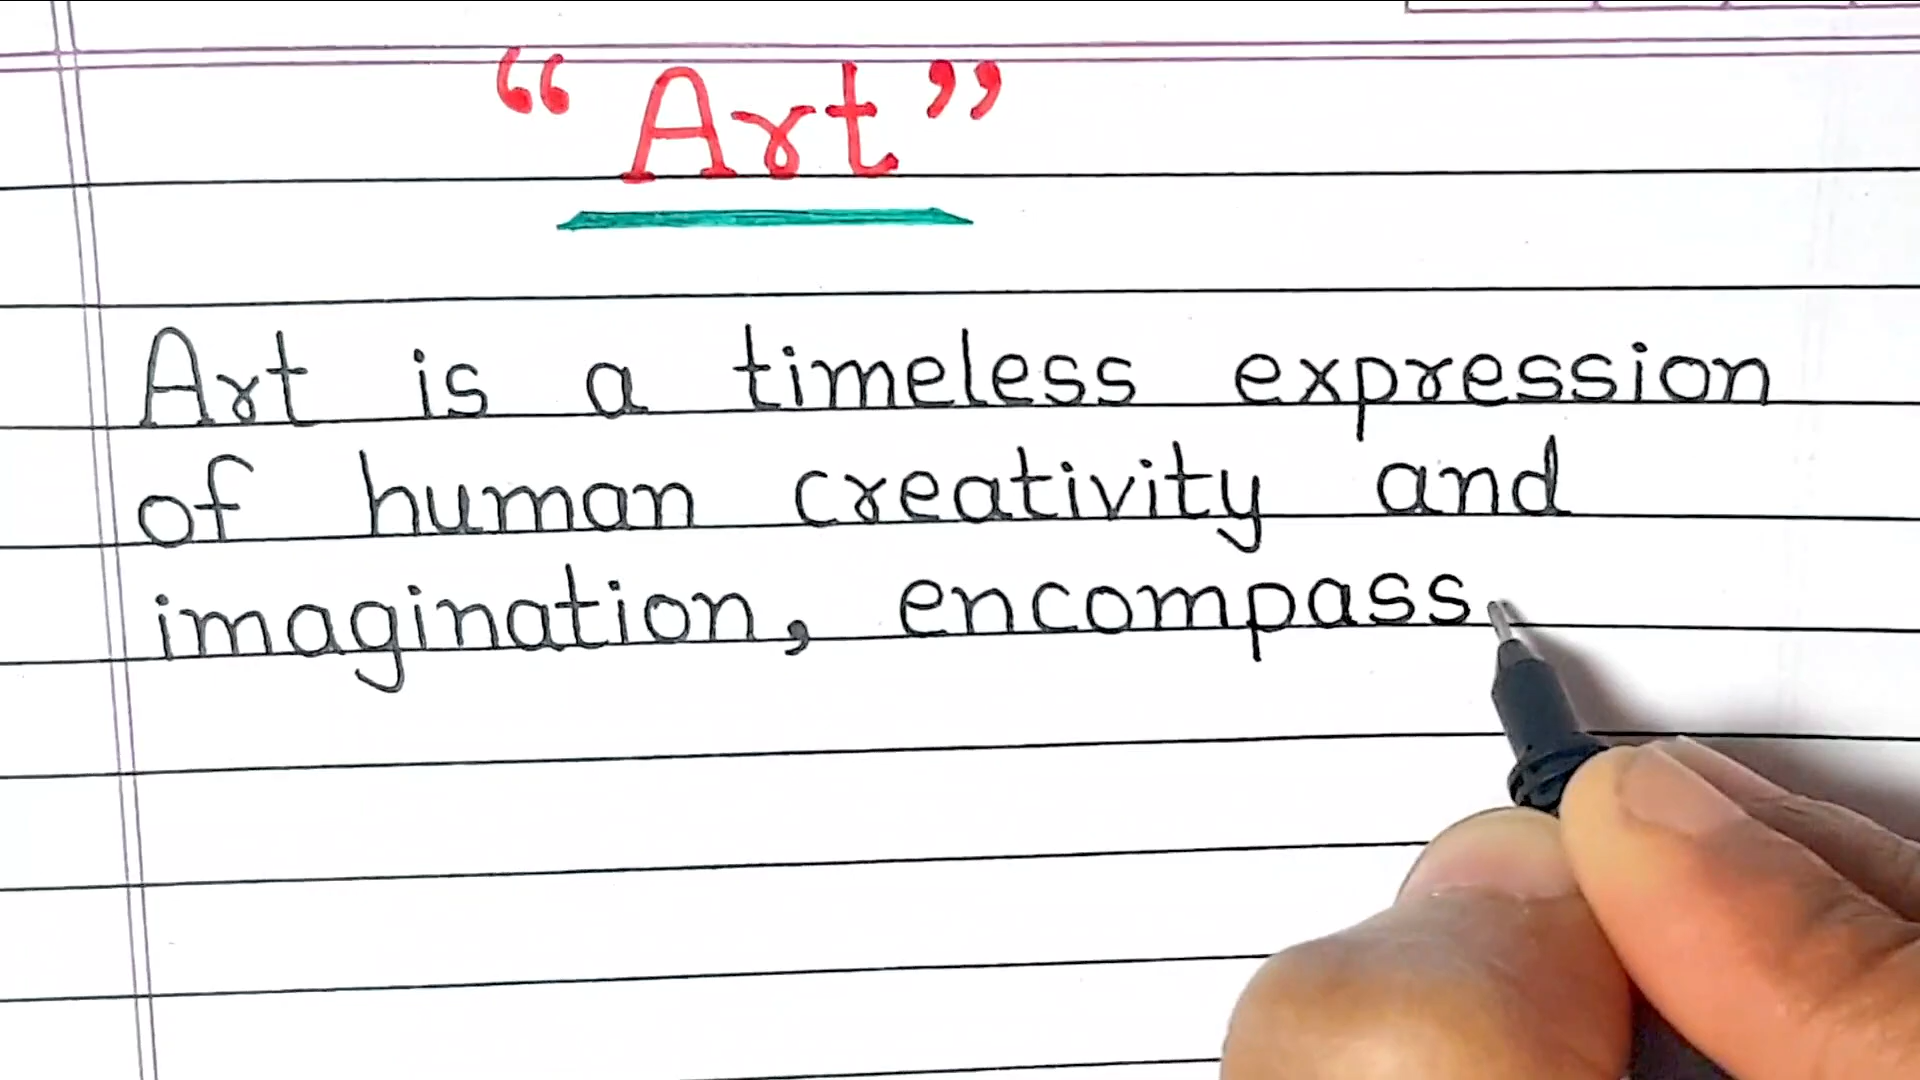 “Art”
Art is a timeless expression
of human creativity and
imagination, encompass